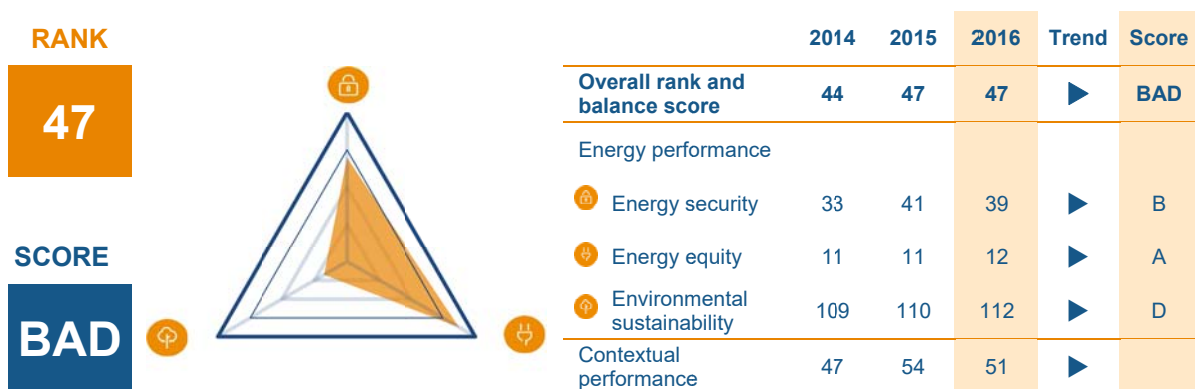 RANK
47
SCORE
BAD
2014 2015 2016 Trend Score
Overall rank and
balance score 44 47 47 BAD
Energy performance
Energy security 33 41 39 B
Energy equity 11 11 12 A
Environmental
sustainability 109 110 112 D
Contextual
performance 47 54 51